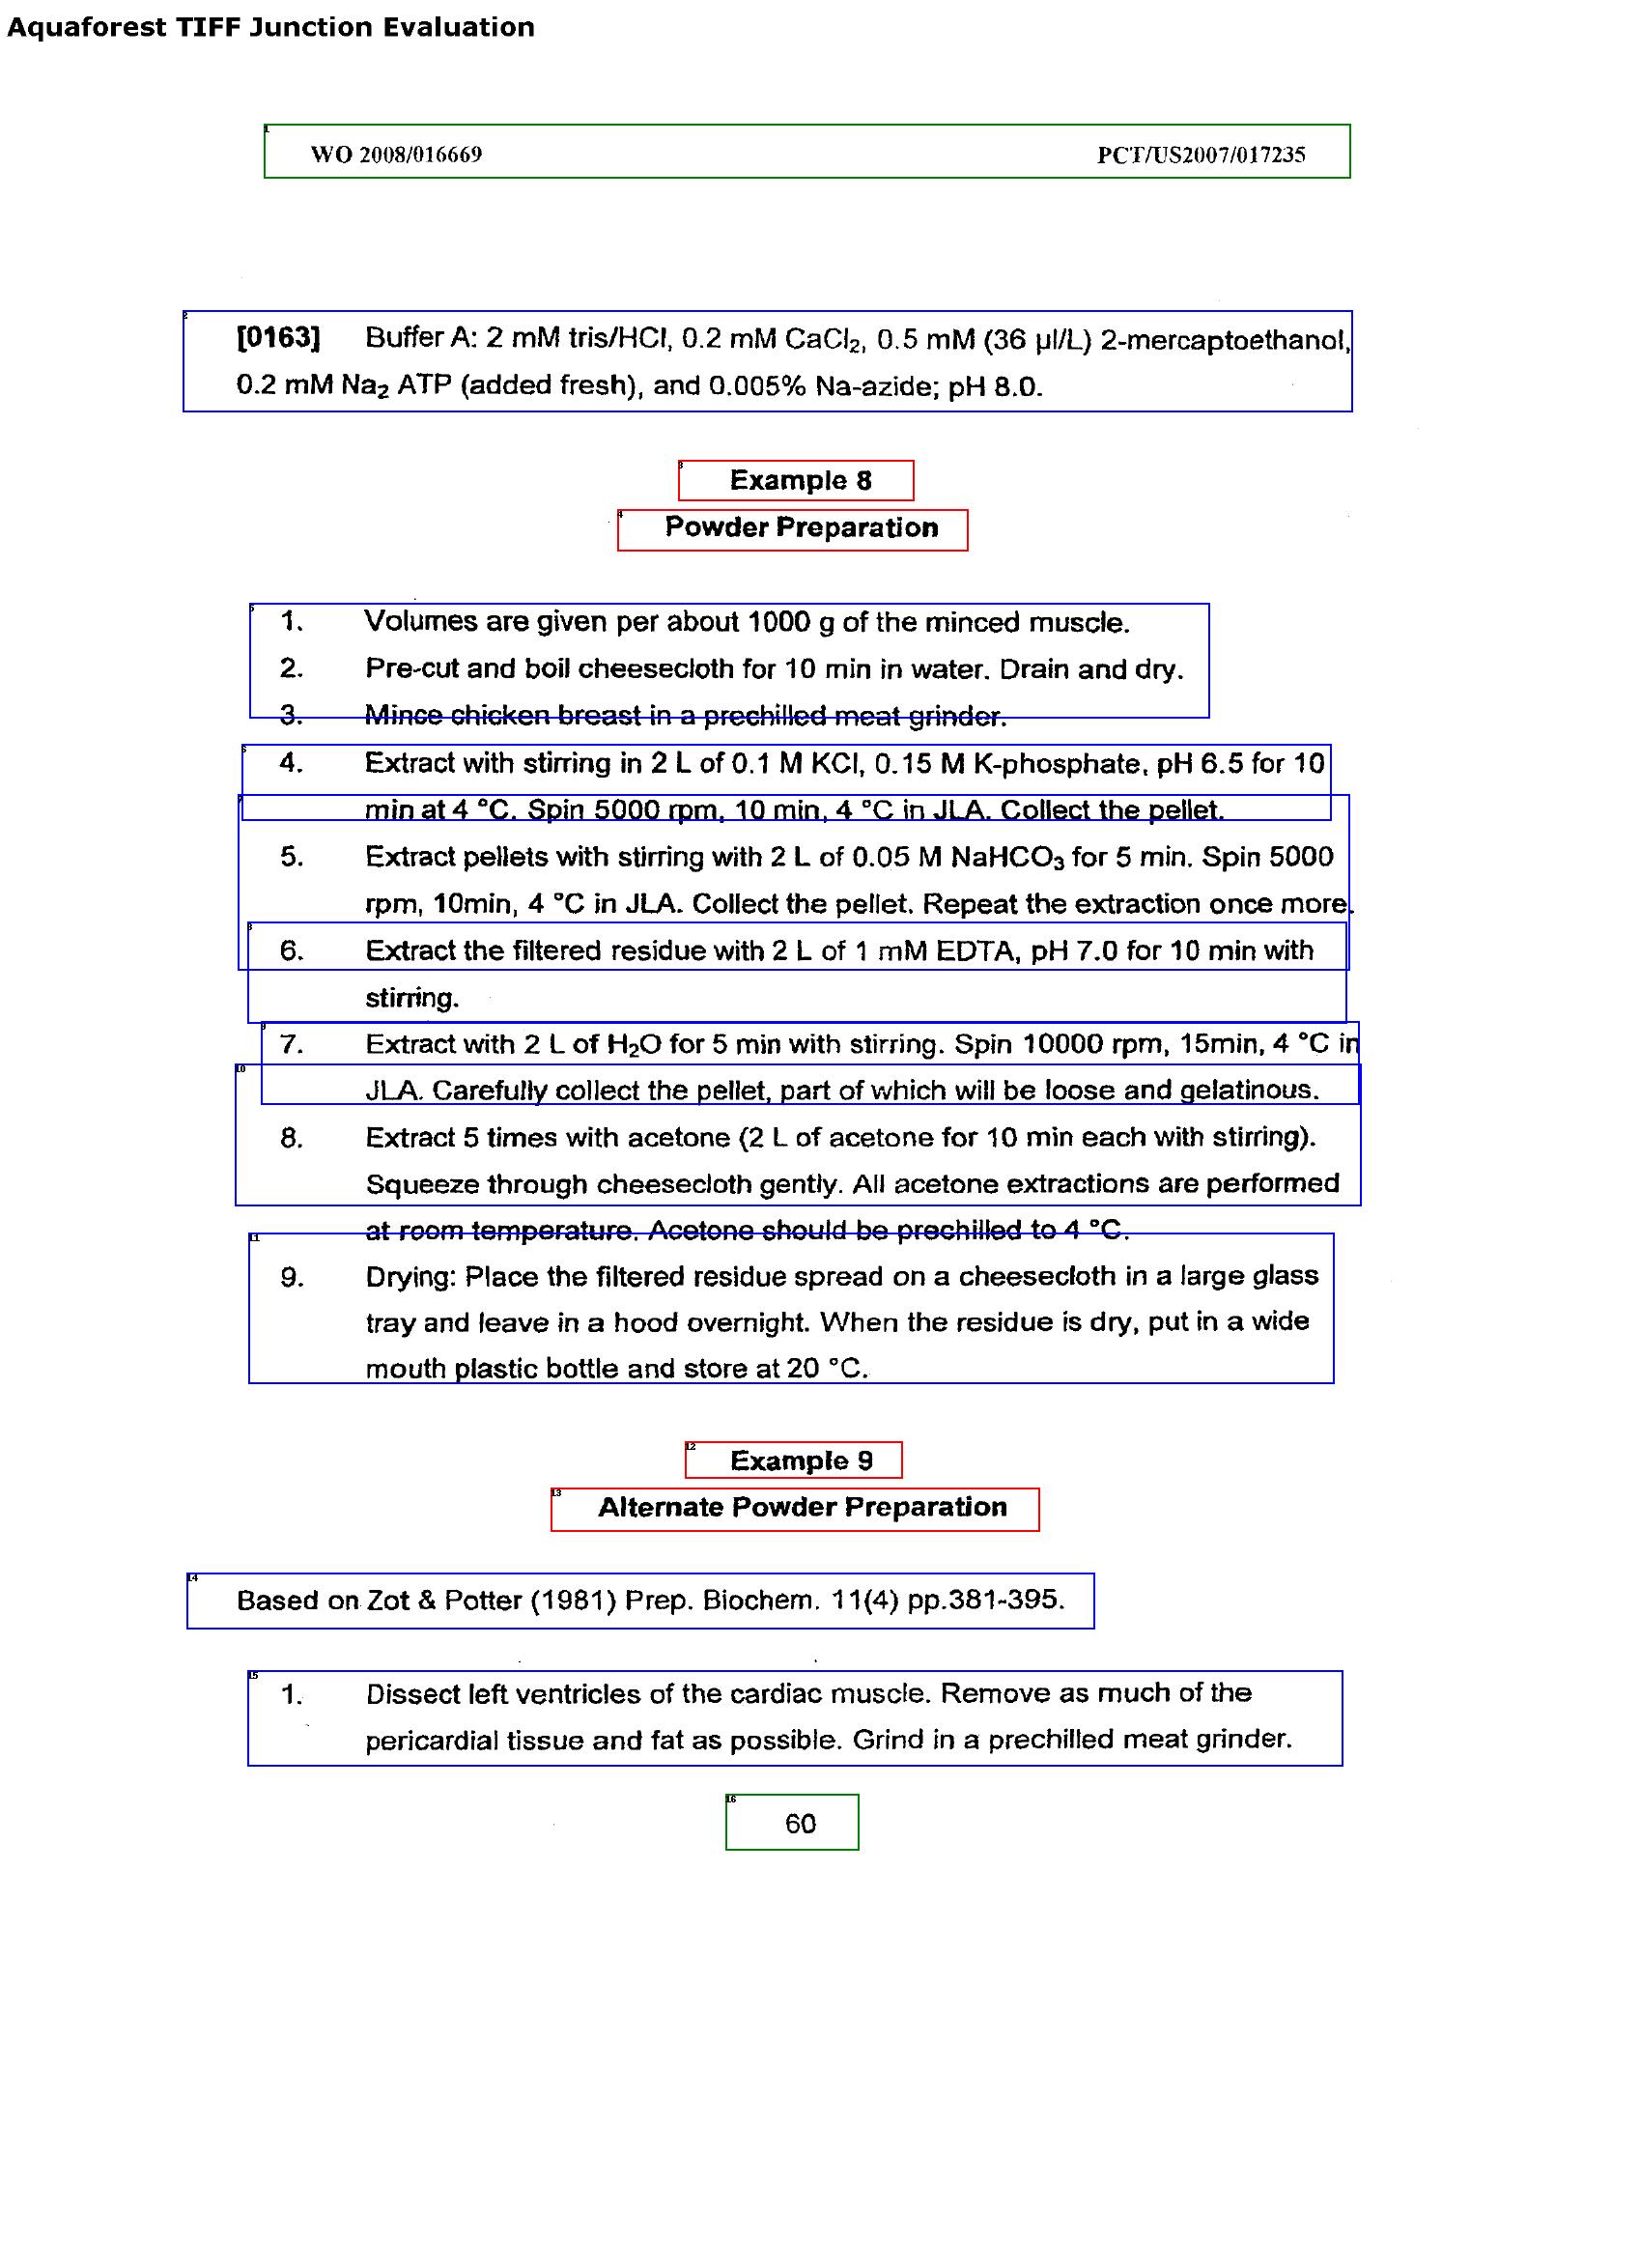 Aquaforest TIFF Junction Evaluation
WO 2008/016669 PCT/US2007/017235
[0163] Buffer A: 2 mM tris/HCl, 0.2 mM CaCl₂, 0.5 mM (36 µl/L) 2-mercaptoethanol,
0.2 mM Na₂ ATP (added fresh), and 0.005% Na-azide; pH 8.0.
Example 8
Powder Preparation
1. Volumes are given per about 1000 g of the minced muscle.
2. Pre-cut and boil cheesecloth for 10 min in water. Drain and dry.
3. Mince chicken breast in a prechilled meat grinder.
4. Extract with stirring in 2 L of 0.1 M KCl, 0.15 M K-phosphate, pH 6.5 for 10
min at 4 °C. Spin 5000 rpm, 10 min, 4 °C in JLA. Collect the pellet.
5. Extract pellets with stirring with 2 L of 0.05 M NaHCO₃ for 5 min. Spin 5000
rpm, 10min, 4 °C in JLA. Collect the pellet. Repeat the extraction once more.
6. Extract the filtered residue with 2 L of 1 mM EDTA, pH 7.0 for 10 min with
stirring.
7. Extract with 2 L of H₂O for 5 min with stirring. Spin 10000 rpm, 15min, 4 °C in
JLA. Carefully collect the pellet, part of which will be loose and gelatinous.
8. Extract 5 times with acetone (2 L of acetone for 10 min each with stirring).
Squeeze through cheesecloth gently. All acetone extractions are performed
at room temperature. Acetone should be prechilled to 4 °C.
9. Drying: Place the filtered residue spread on a cheesecloth in a large glass
tray and leave in a hood overnight. When the residue is dry, put in a wide
mouth plastic bottle and store at 20 °C.
Example 9
Alternate Powder Preparation
Based on Zot & Potter (1981) Prep. Biochem. 11(4) pp.381-395.
1. Dissect left ventricles of the cardiac muscle. Remove as much of the
pericardial tissue and fat as possible. Grind in a prechilled meat grinder.
60